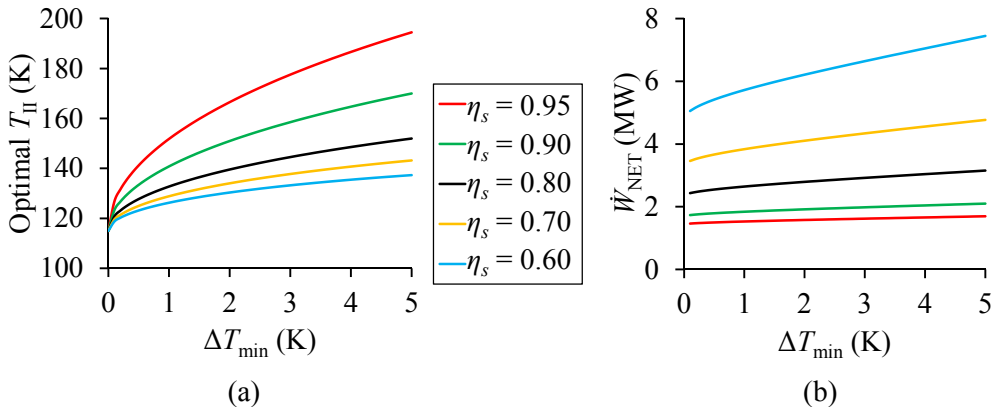 200
180
160
140
120
100
Optimal T_II (K)
0 1 2 3 4 5
ΔT_min (K)
(a)
η_s = 0.95
η_s = 0.90
η_s = 0.80
η_s = 0.70
η_s = 0.60
8
6
4
2
0
Ẇ_NET (MW)
0 1 2 3 4 5
ΔT_min (K)
(b)